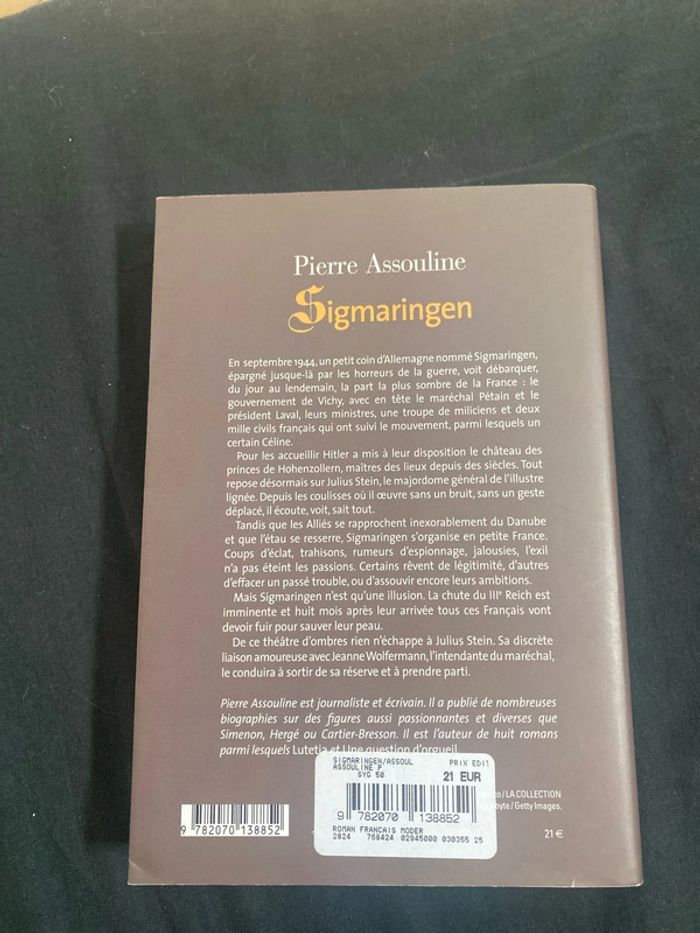 Pierre Assouline
Sigmaringen
En septembre 1944, un petit coin d'Allemagne nommé Sigmaringen,
épargné jusque-là par les horreurs de la guerre, voit débarquer,
du jour au lendemain, la part la plus sombre de la France : le
gouvernement de Vichy, avec en tête le maréchal Pétain et le
président Laval, leurs ministres, une troupe de miliciens et deux
mille civils français qui ont suivi le mouvement, parmi lesquels un
certain Céline.
Pour les accueillir Hitler a mis à leur disposition le château des
princes de Hohenzollern, maîtres des lieux depuis des siècles. Tout
repose désormais sur Julius Stein, le majordome général de l'illustre
lignée. Depuis les coulisses où il œuvre sans un bruit, sans un geste
déplacé, il écoute, voit, sait tout.
Tandis que les Alliés se rapprochent inexorablement du Danube
et que l'étau se resserre, Sigmaringen s'organise en petite France.
Coups d'éclat, trahisons, rumeurs d'espionnage, jalousies, l'exil
n'a pas éteint les passions. Certains rêvent de légitimité, d'autres
d'effacer un passé trouble, ou d'assouvir encore leurs ambitions.
Mais Sigmaringen n'est qu'une illusion. La chute du IIIe Reich est
imminente et huit mois après leur arrivée tous ces Français vont
devoir fuir pour sauver leur peau.
De ce théâtre d'ombres rien n'échappe à Julius Stein. Sa discrète
liaison amoureuse avec Jeanne Wolfermann, l'intendante du maréchal,
le conduira à sortir de sa réserve et à prendre parti.
Pierre Assouline est journaliste et écrivain. Il a publié de nombreuses
biographies sur des figures aussi passionnantes et diverses que
Simenon, Hergé ou Cartier-Bresson. Il est l'auteur de huit romans
parmi lesquels Lutetia et Une question d'orgueil.
SIGMARINGEN/ASSOUL PRIX EDIT
ASSOULINE P
SYG 50 21 EUR
/ LA COLLECTION
/ Getty Images.
9 782070 138852
ROMAN FRANCAIS MODER
2824 768424 02945000 030355 25
9 782070 138852
21 €